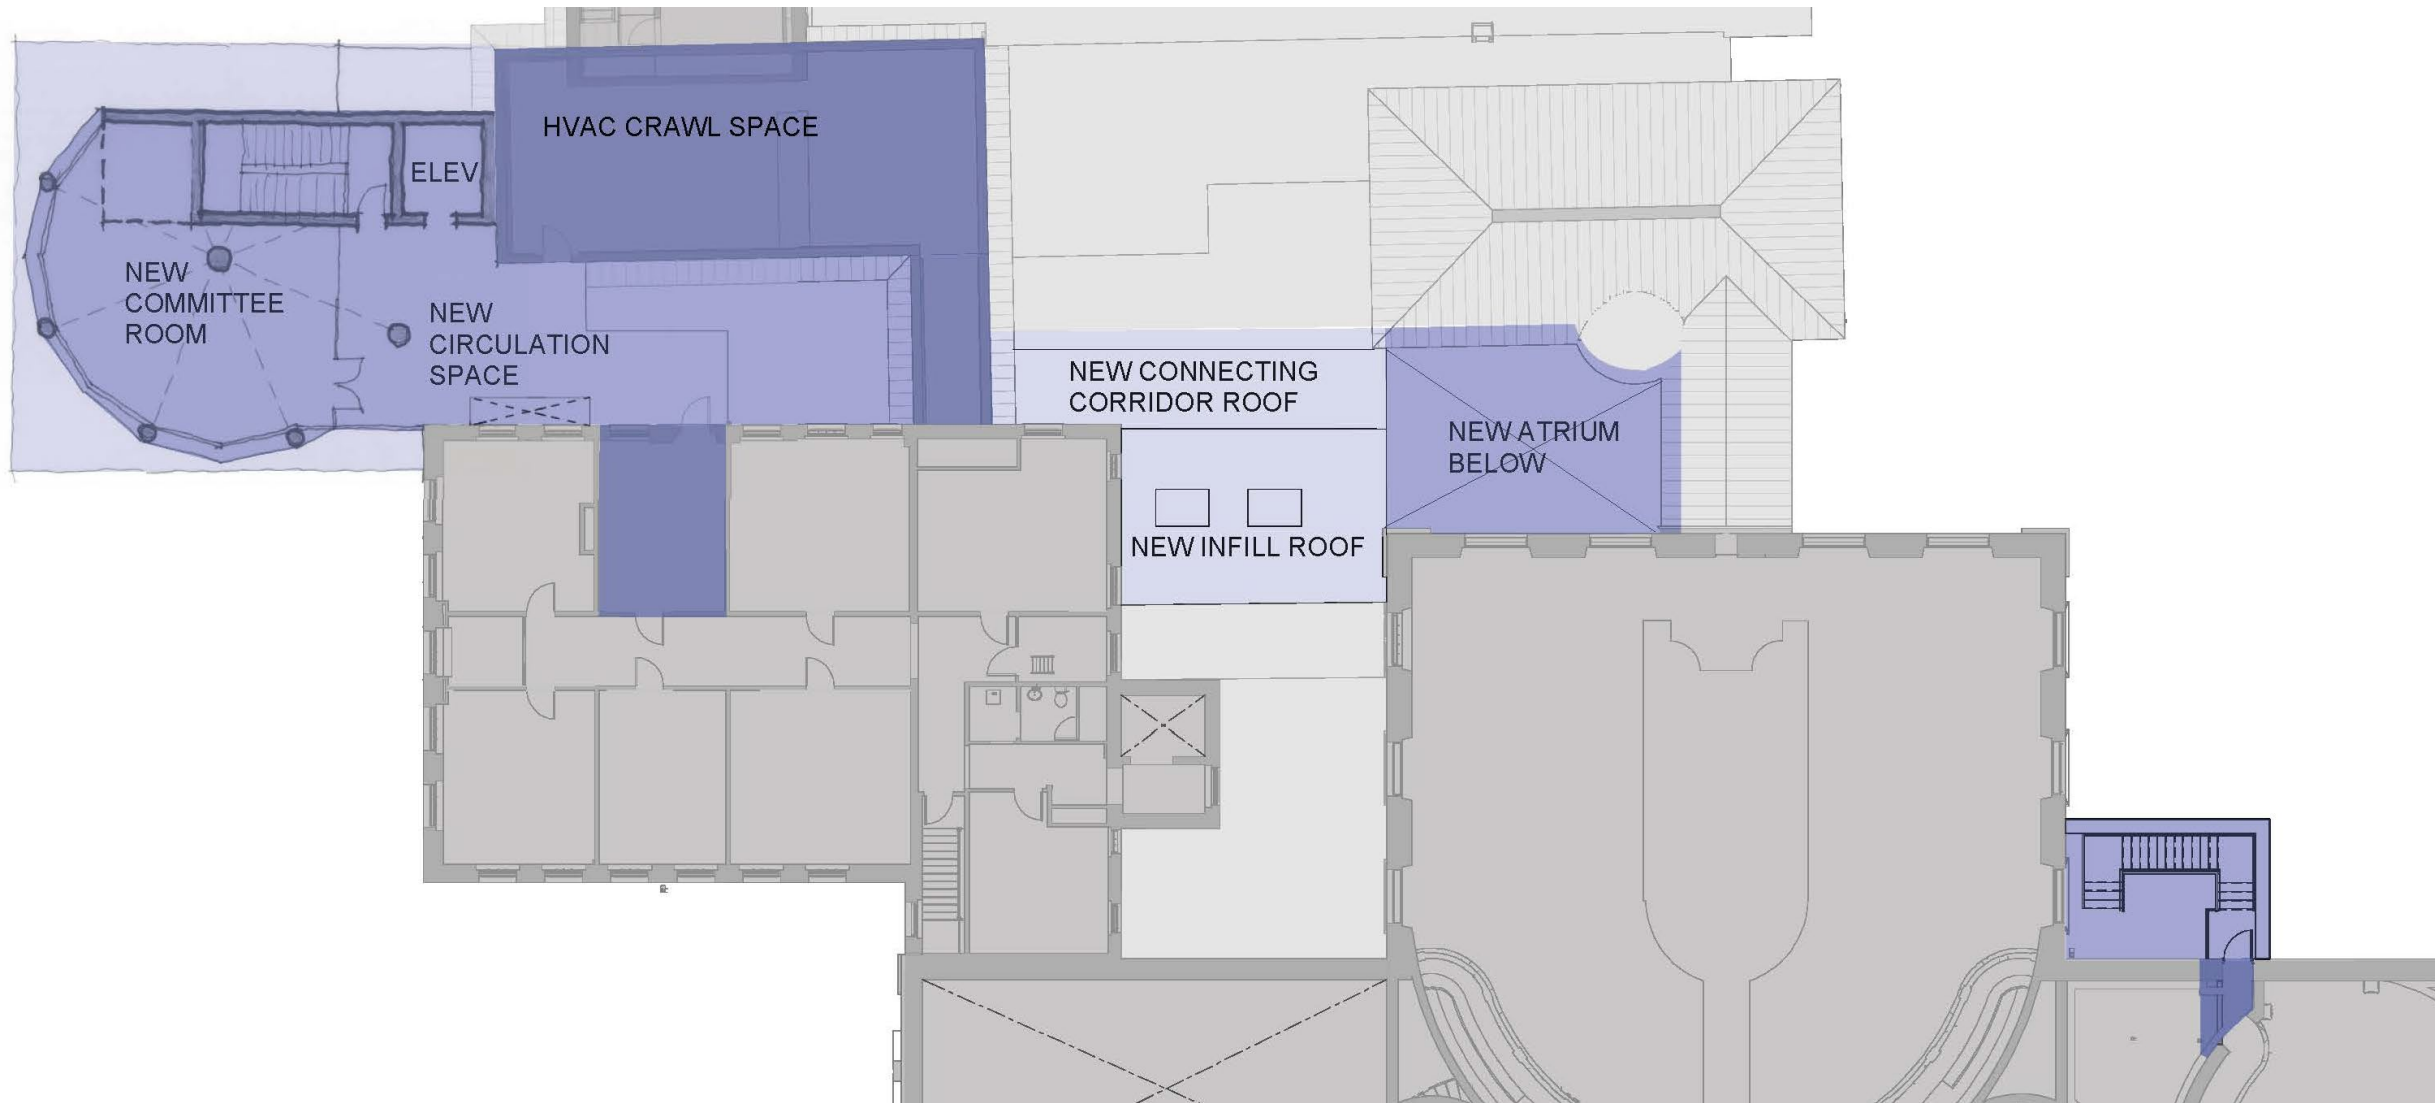 HVAC CRAWL SPACE
ELEV
NEW
COMMITTEE
ROOM
NEW
CIRCULATION
SPACE
NEW CONNECTING
CORRIDOR ROOF
NEW ATRIUM
BELOW
NEW INFILL ROOF